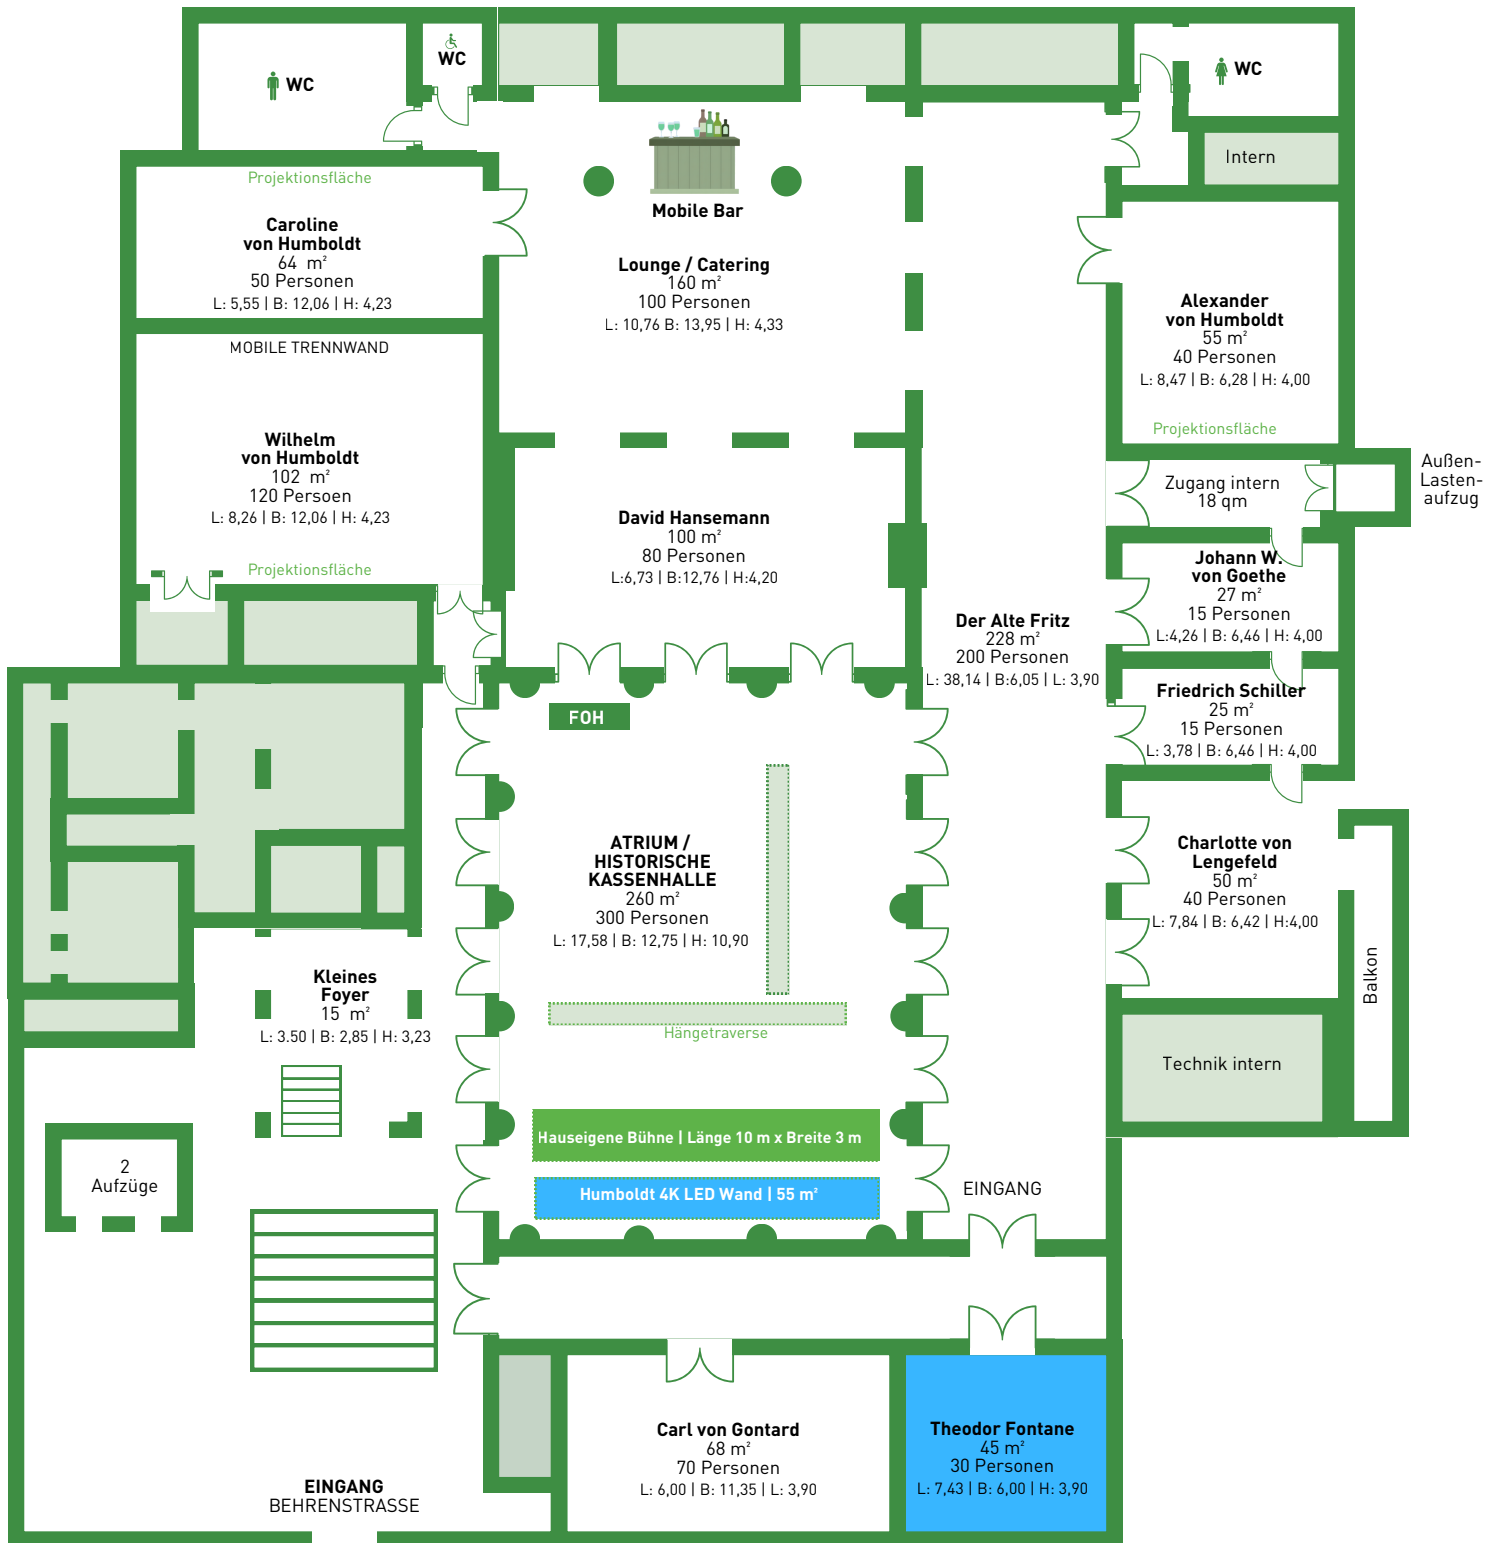 WC
WC
WC
Intern
Projektionsfläche
Caroline
von Humboldt
64 m²
50 Personen
L: 5,55 | B: 12,06 | H: 4,23
Mobile Bar
Lounge / Catering
160 m²
100 Personen
L: 10,76 B: 13,95 | H: 4,33
Alexander
von Humboldt
55 m²
40 Personen
L: 8,47 | B: 6,28 | H: 4,00
Projektionsfläche
MOBILE TRENNWAND
Wilhelm
von Humboldt
102 m²
120 Persoen
L: 8,26 | B: 12,06 | H: 4,23
Projektionsfläche
David Hansemann
100 m²
80 Personen
L:6,73 | B:12,76 | H:4,20
Zugang intern
18 qm
Außen-
Lasten-
aufzug
Johann W.
von Goethe
27 m²
15 Personen
L:4,26 | B: 6,46 | H: 4,00
Der Alte Fritz
228 m²
200 Personen
L: 38,14 | B:6,05 | L: 3,90
Friedrich Schiller
25 m²
15 Personen
L: 3,78 | B: 6,46 | H: 4,00
FOH
ATRIUM /
HISTORISCHE
KASSENHALLE
260 m²
300 Personen
L: 17,58 | B: 12,75 | H: 10,90
Charlotte von
Lengefeld
50 m²
40 Personen
L: 7,84 | B: 6,42 | H:4,00
Balkon
Kleines
Foyer
15 m²
L: 3.50 | B: 2,85 | H: 3,23
Hängetraverse
Technik intern
Hauseigene Bühne | Länge 10 m x Breite 3 m
Humboldt 4K LED Wand | 55 m²
2
Aufzüge
EINGANG
Carl von Gontard
68 m²
70 Personen
L: 6,00 | B: 11,35 | L: 3,90
Theodor Fontane
45 m²
30 Personen
L: 7,43 | B: 6,00 | H: 3,90
EINGANG
BEHRENSTRASSE